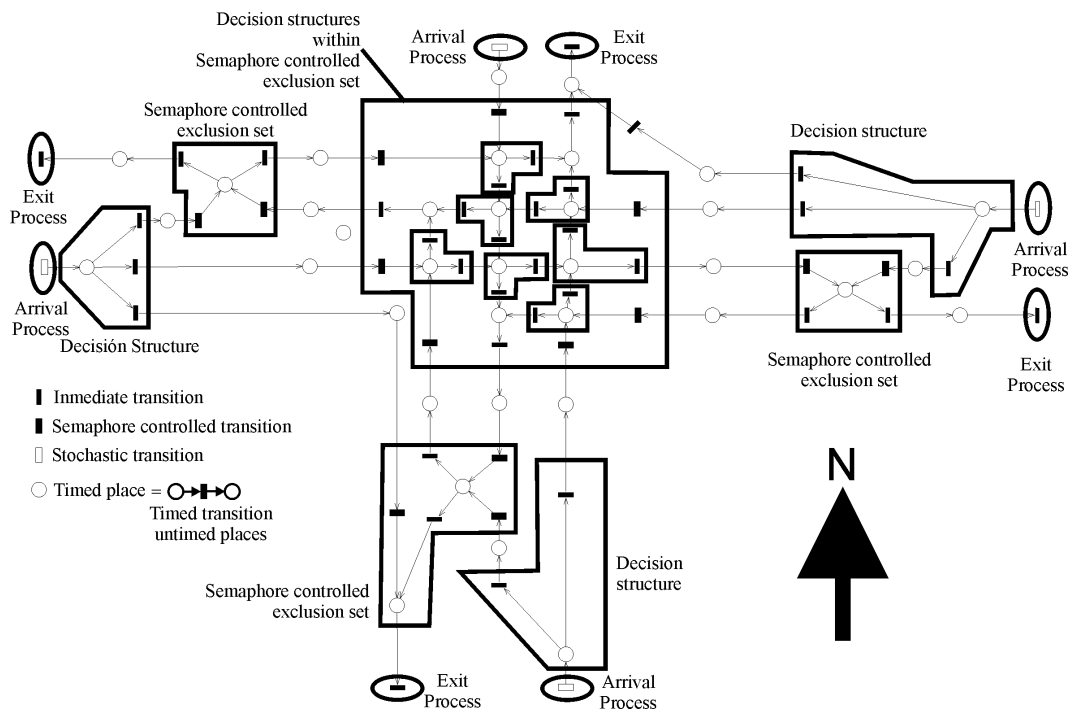 Decision structures
within
Semaphore controlled
exclusion set
Arrival
Process
Exit
Process
Semaphore controlled
exclusion set
Decision structure
Exit
Process
Arrival
Process
Arrival
Process
Decisión Structure
Semaphore controlled
exclusion set
Exit
Process
Inmediate transition
Semaphore controlled transition
Stochastic transition
Timed place =
Timed transition
untimed places
N
Semaphore controlled
exclusion set
Decision
structure
Exit
Process
Arrival
Process